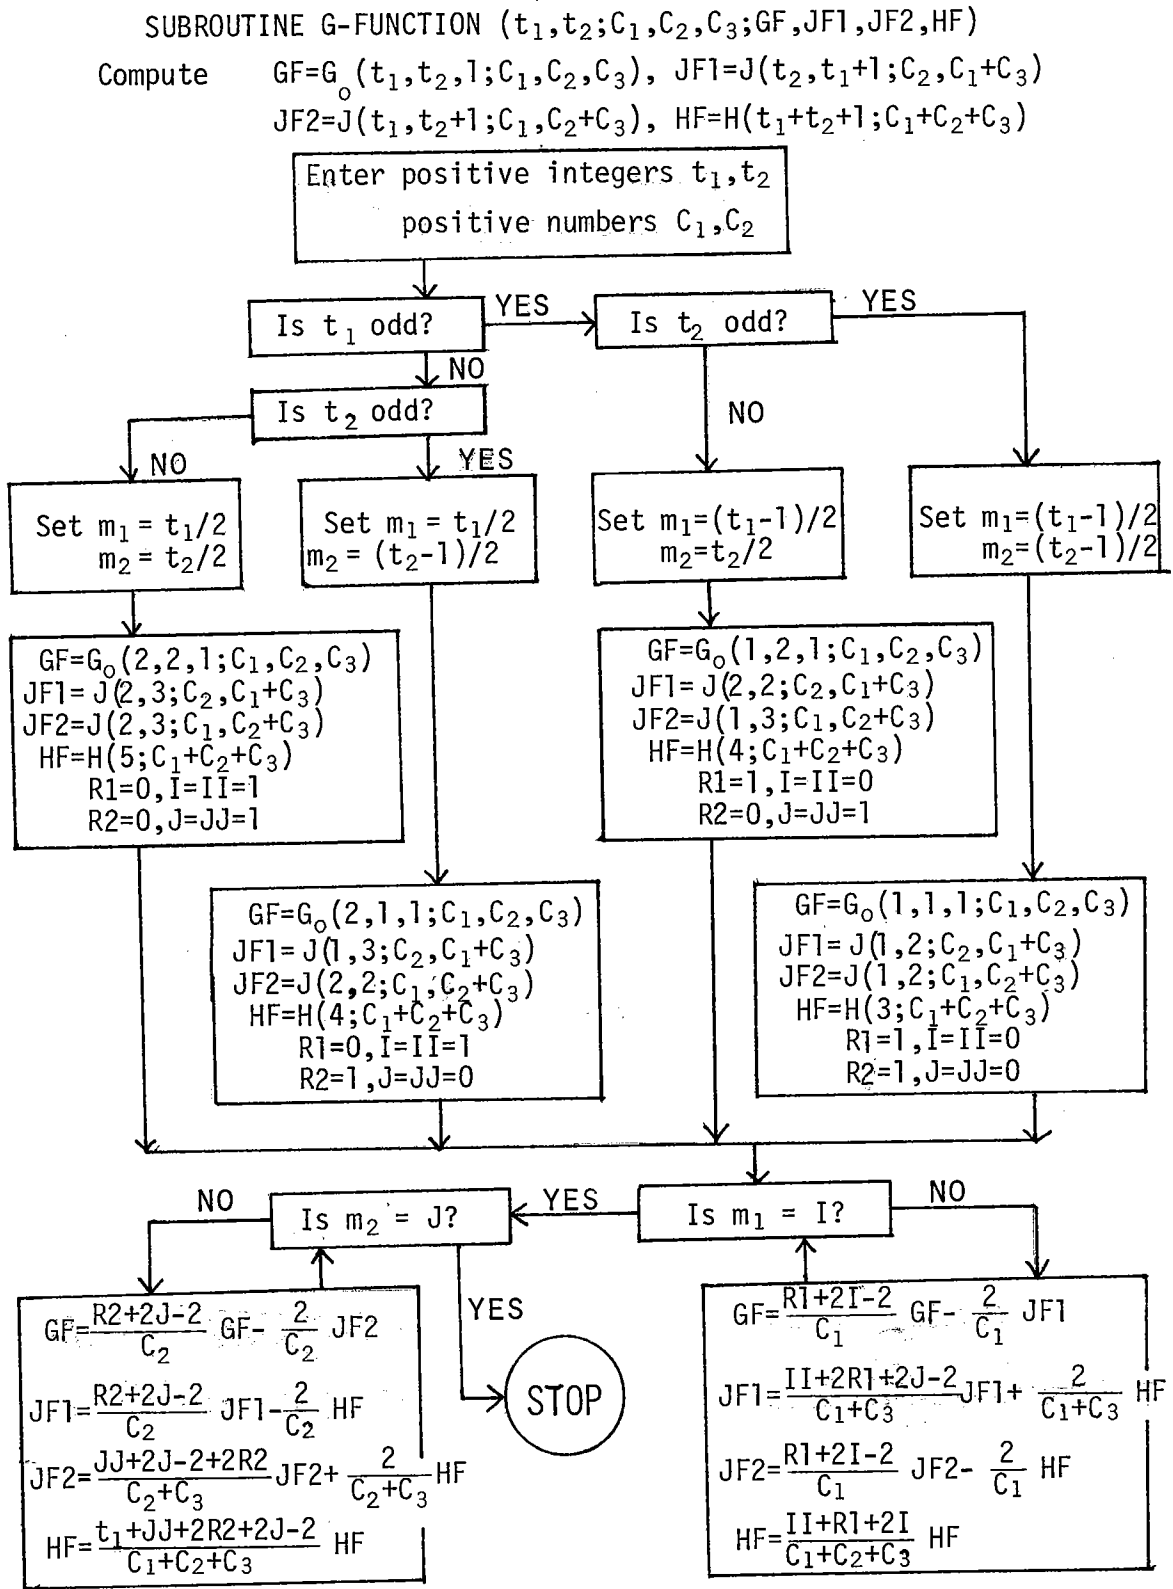 SUBROUTINE G-FUNCTION (t₁,t₂;C₁,C₂,C₃;GF,JF1,JF2,HF)
Compute GF=G₀(t₁,t₂,1;C₁,C₂,C₃), JF1=J(t₂,t₁+1;C₂,C₁+C₃)
JF2=J(t₁,t₂+1;C₁,C₂+C₃), HF=H(t₁+t₂+1;C₁+C₂+C₃)
Enter positive integers t₁,t₂
positive numbers C₁,C₂
Is t₁ odd?
YES
Is t₂ odd?
YES
NO
Is t₂ odd?
NO
NO
YES
Set m₁ = t₁/2
m₂ = t₂/2
Set m₁ = t₁/2
m₂ = (t₂-1)/2
Set m₁=(t₁-1)/2
m₂=t₂/2
Set m₁=(t₁-1)/2
m₂=(t₂-1)/2
GF=G₀(2,2,1;C₁,C₂,C₃)
JF1=J(2,3;C₂,C₁+C₃)
JF2=J(2,3;C₁,C₂+C₃)
HF=H(5;C₁+C₂+C₃)
R1=0,I=II=1
R2=0,J=JJ=1
GF=G₀(1,2,1;C₁,C₂,C₃)
JF1=J(2,2;C₂,C₁+C₃)
JF2=J(1,3;C₁,C₂+C₃)
HF=H(4;C₁+C₂+C₃)
R1=1,I=II=0
R2=0,J=JJ=1
GF=G₀(2,1,1;C₁,C₂,C₃)
JF1=J(1,3;C₂,C₁+C₃)
JF2=J(2,2;C₁,C₂+C₃)
HF=H(4;C₁+C₂+C₃)
R1=0,I=II=1
R2=1,J=JJ=0
GF=G₀(1,1,1;C₁,C₂,C₃)
JF1=J(1,2;C₂,C₁+C₃)
JF2=J(1,2;C₁,C₂+C₃)
HF=H(3;C₁+C₂+C₃)
R1=1,I=II=0
R2=1,J=JJ=0
NO
Is m₂ = J?
YES
Is m₁ = I?
NO
YES
STOP
GF=(R2+2J-2)/C₂ GF- 2/C₂ JF2
JF1=(R2+2J-2)/C₂ JF1- 2/C₂ HF
JF2=(JJ+2J-2+2R2)/(C₂+C₃) JF2+ 2/(C₂+C₃) HF
HF=(t₁+JJ+2R2+2J-2)/(C₁+C₂+C₃) HF
GF=(R1+2I-2)/C₁ GF- 2/C₁ JF1
JF1=(II+2R1+2J-2)/(C₁+C₃) JF1+ 2/(C₁+C₃) HF
JF2=(R1+2I-2)/C₁ JF2- 2/C₁ HF
HF=(II+R1+2I)/(C₁+C₂+C₃) HF